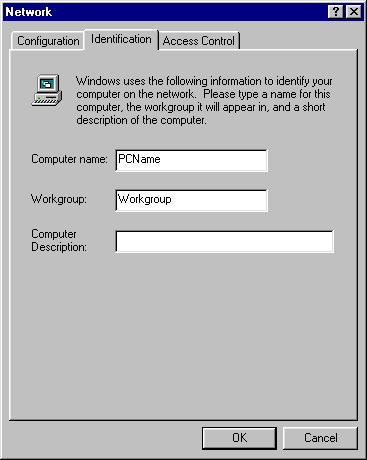 Network
Configuration Identification Access Control
Windows uses the following information to identify your
computer on the network. Please type a name for this
computer, the workgroup it will appear in, and a short
description of the computer.
Computer name: PCName
Workgroup: Workgroup
Computer
Description:
OK Cancel